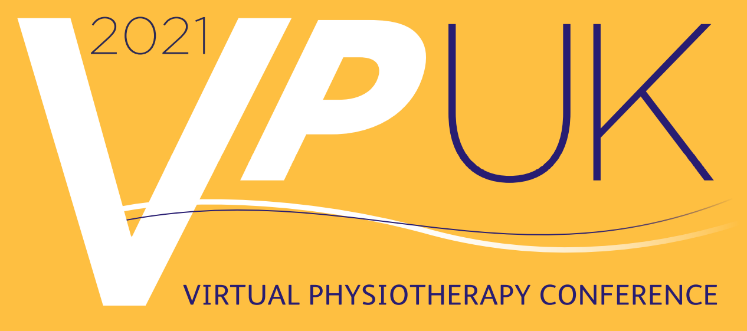 2021
VPUK
VIRTUAL PHYSIOTHERAPY CONFERENCE